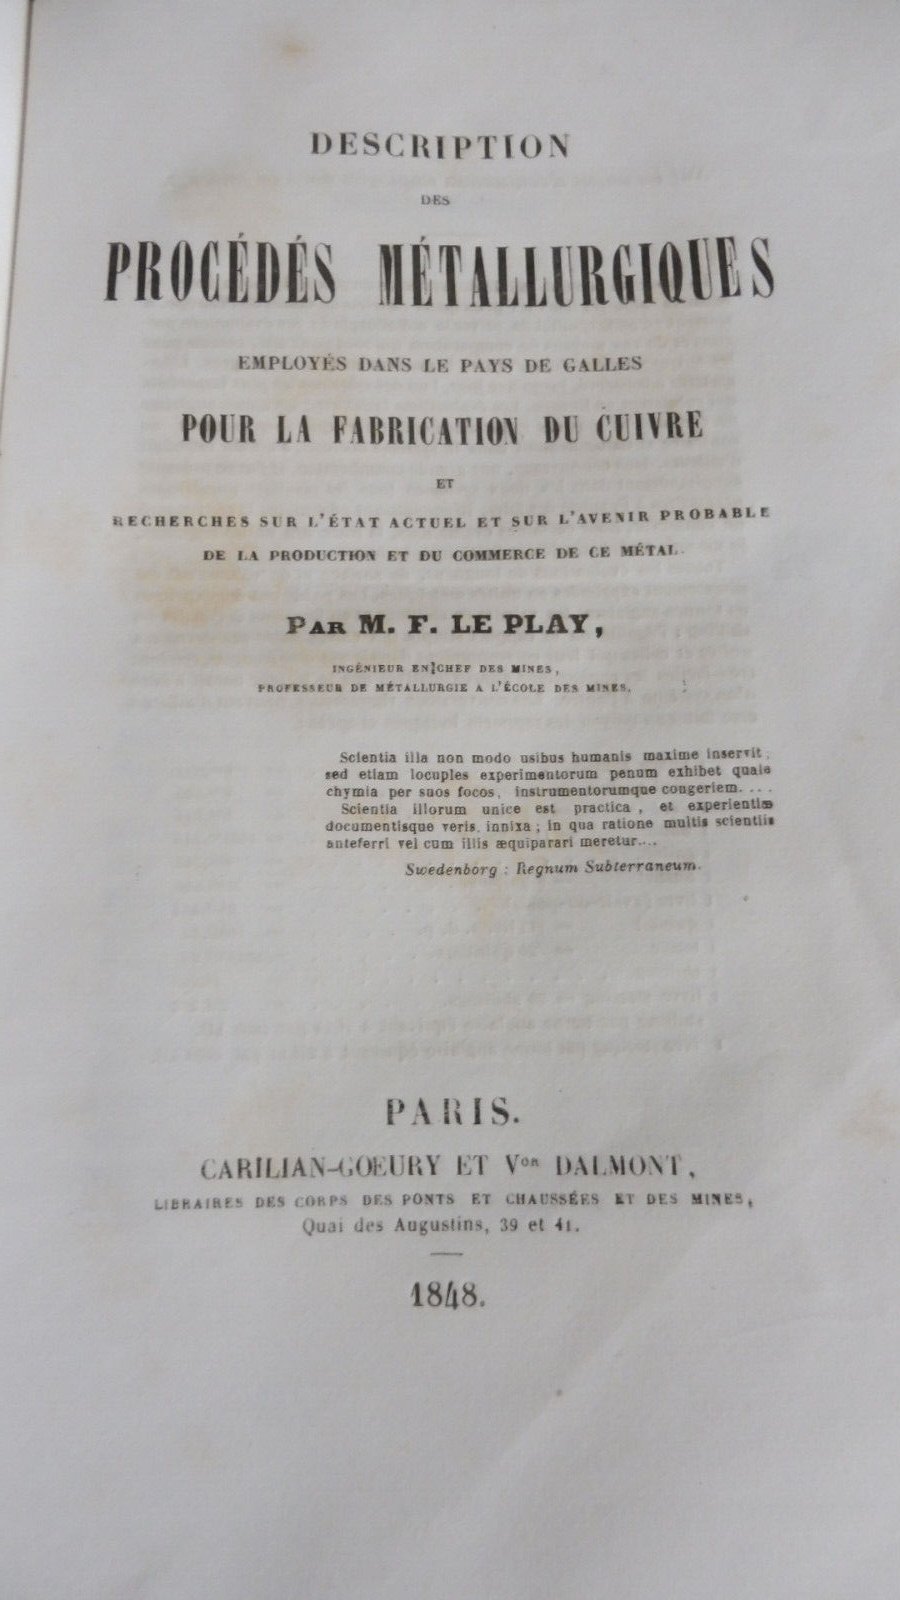 DESCRIPTION
DES
PROCÉDÉS MÉTALLURGIQUES
EMPLOYÉS DANS LE PAYS DE GALLES
POUR LA FABRICATION DU CUIVRE
ET
RECHERCHES SUR L'ÉTAT ACTUEL ET SUR L'AVENIR PROBABLE
DE LA PRODUCTION ET DU COMMERCE DE CE MÉTAL.
PAR M. F. LE PLAY,
INGÉNIEUR EN CHEF DES MINES,
PROFESSEUR DE MÉTALLURGIE A L'ÉCOLE DES MINES.
Scientia illa non modo usibus humanis maxime inservit,
sed etiam locuples experimentorum penum exhibet quale
chymia per suos focos, instrumentorumque congeriem....
Scientia illorum unice est practica, et experientiæ
documentisque veris, innixa; in qua ratione multis scientiis
anteferri vel cum illis æquiparari meretur....
Swedenborg : Regnum Subterraneum.
PARIS.
CARILIAN-GOEURY ET Vor DALMONT,
LIBRAIRES DES CORPS DES PONTS ET CHAUSSÉES ET DES MINES,
Quai des Augustins, 39 et 41.
1848.